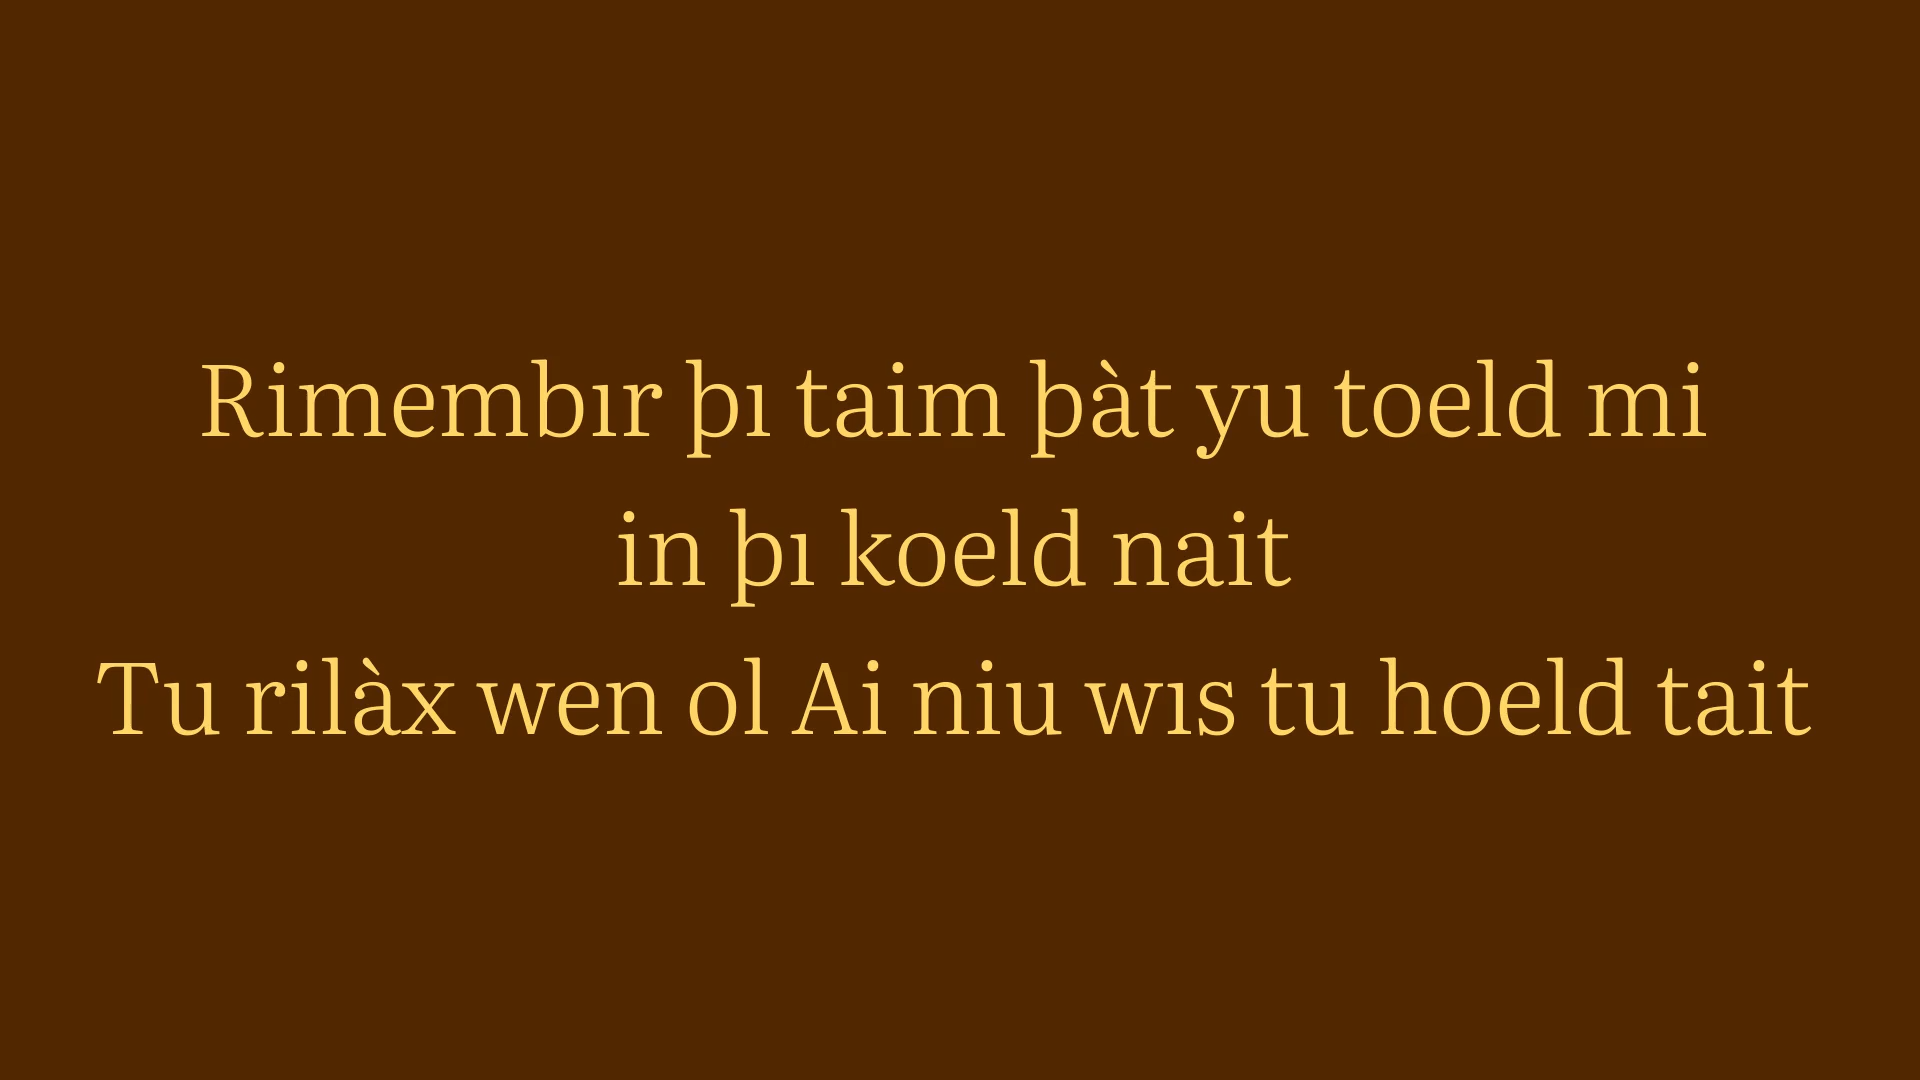 Rimembır þı taim þàt yu toeld mi
in þı koeld nait
Tu rilàx wen ol Ai niu wıs tu hoeld tait